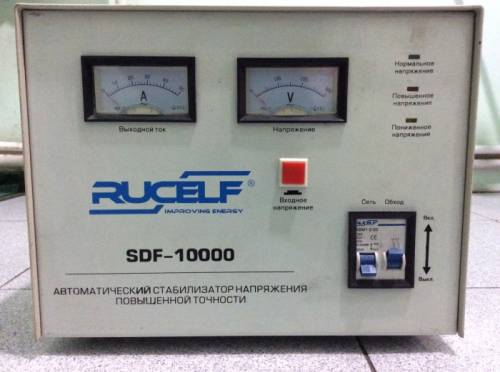 A
V
Выходной ток
Напряжение
Нормальное
напряжение
Повышенное
напряжение
Пониженное
напряжение
RUCELF®
IMPROVING ENERGY
Входное
напряжение
Сеть Обход
RUCELF
Вкл.
Выкл.
SDF-10000
АВТОМАТИЧЕСКИЙ СТАБИЛИЗАТОР НАПРЯЖЕНИЯ
ПОВЫШЕННОЙ ТОЧНОСТИ